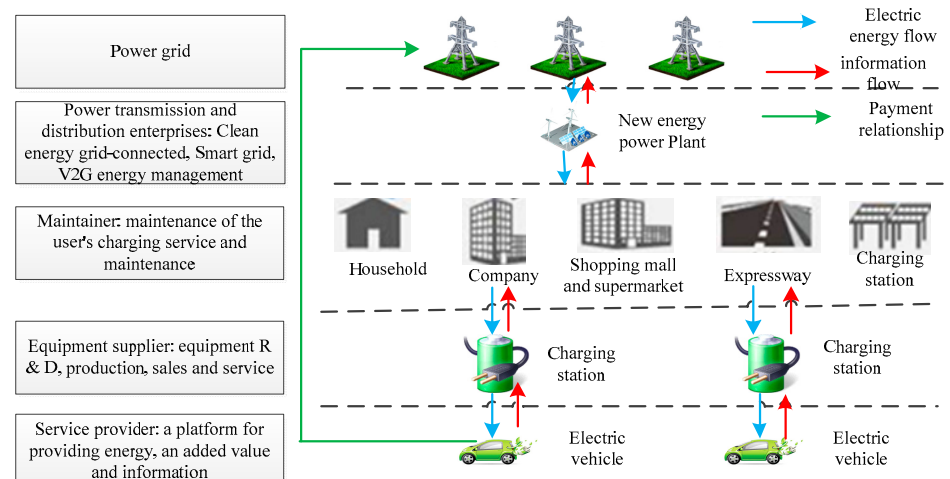 Power grid
Electric
energy flow
information
flow
Power transmission and
distribution enterprises: Clean
energy grid-connected, Smart grid,
V2G energy management
New energy
power Plant
Payment
relationship
Maintainer: maintenance of the
user's charging service and
maintenance
Household
Company
Shopping mall
and supermarket
Expressway
Charging
station
Equipment supplier: equipment R
& D, production, sales and service
Charging
station
Charging
station
Service provider: a platform for
providing energy, an added value
and information
Electric
vehicle
Electric
vehicle